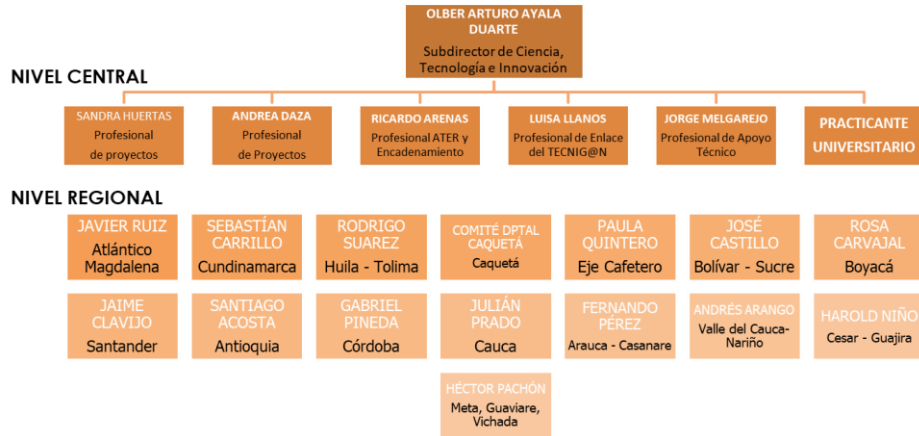 OLBER ARTURO AYALA
DUARTE
Subdirector de Ciencia,
Tecnología e Innovación
NIVEL CENTRAL
SANDRA HUERTAS
Profesional
de proyectos
ANDREA DAZA
Profesional
de Proyectos
RICARDO ARENAS
Profesional ATER y
Encadenamiento
LUISA LLANOS
Profesional de Enlace
del TECNIG@N
JORGE MELGAREJO
Profesional de Apoyo
Técnico
PRACTICANTE
UNIVERSITARIO
NIVEL REGIONAL
JAVIER RUIZ
Atlántico
Magdalena
SEBASTÍAN
CARRILLO
Cundinamarca
RODRIGO
SUAREZ
Huila - Tolima
COMITÉ DPTAL
CAQUETÁ
Caquetá
PAULA
QUINTERO
Eje Cafetero
JOSÉ
CASTILLO
Bolívar - Sucre
ROSA
CARVAJAL
Boyacá
JAIME
CLAVIJO
Santander
SANTIAGO
ACOSTA
Antioquia
GABRIEL
PINEDA
Córdoba
JULIÁN
PRADO
Cauca
FERNANDO
PÉREZ
Arauca - Casanare
ANDRÉS ARANGO
Valle del Cauca-
Nariño
HAROLD NIÑO
Cesar - Guajira
HÉCTOR PACHÓN
Meta, Guaviare,
Vichada